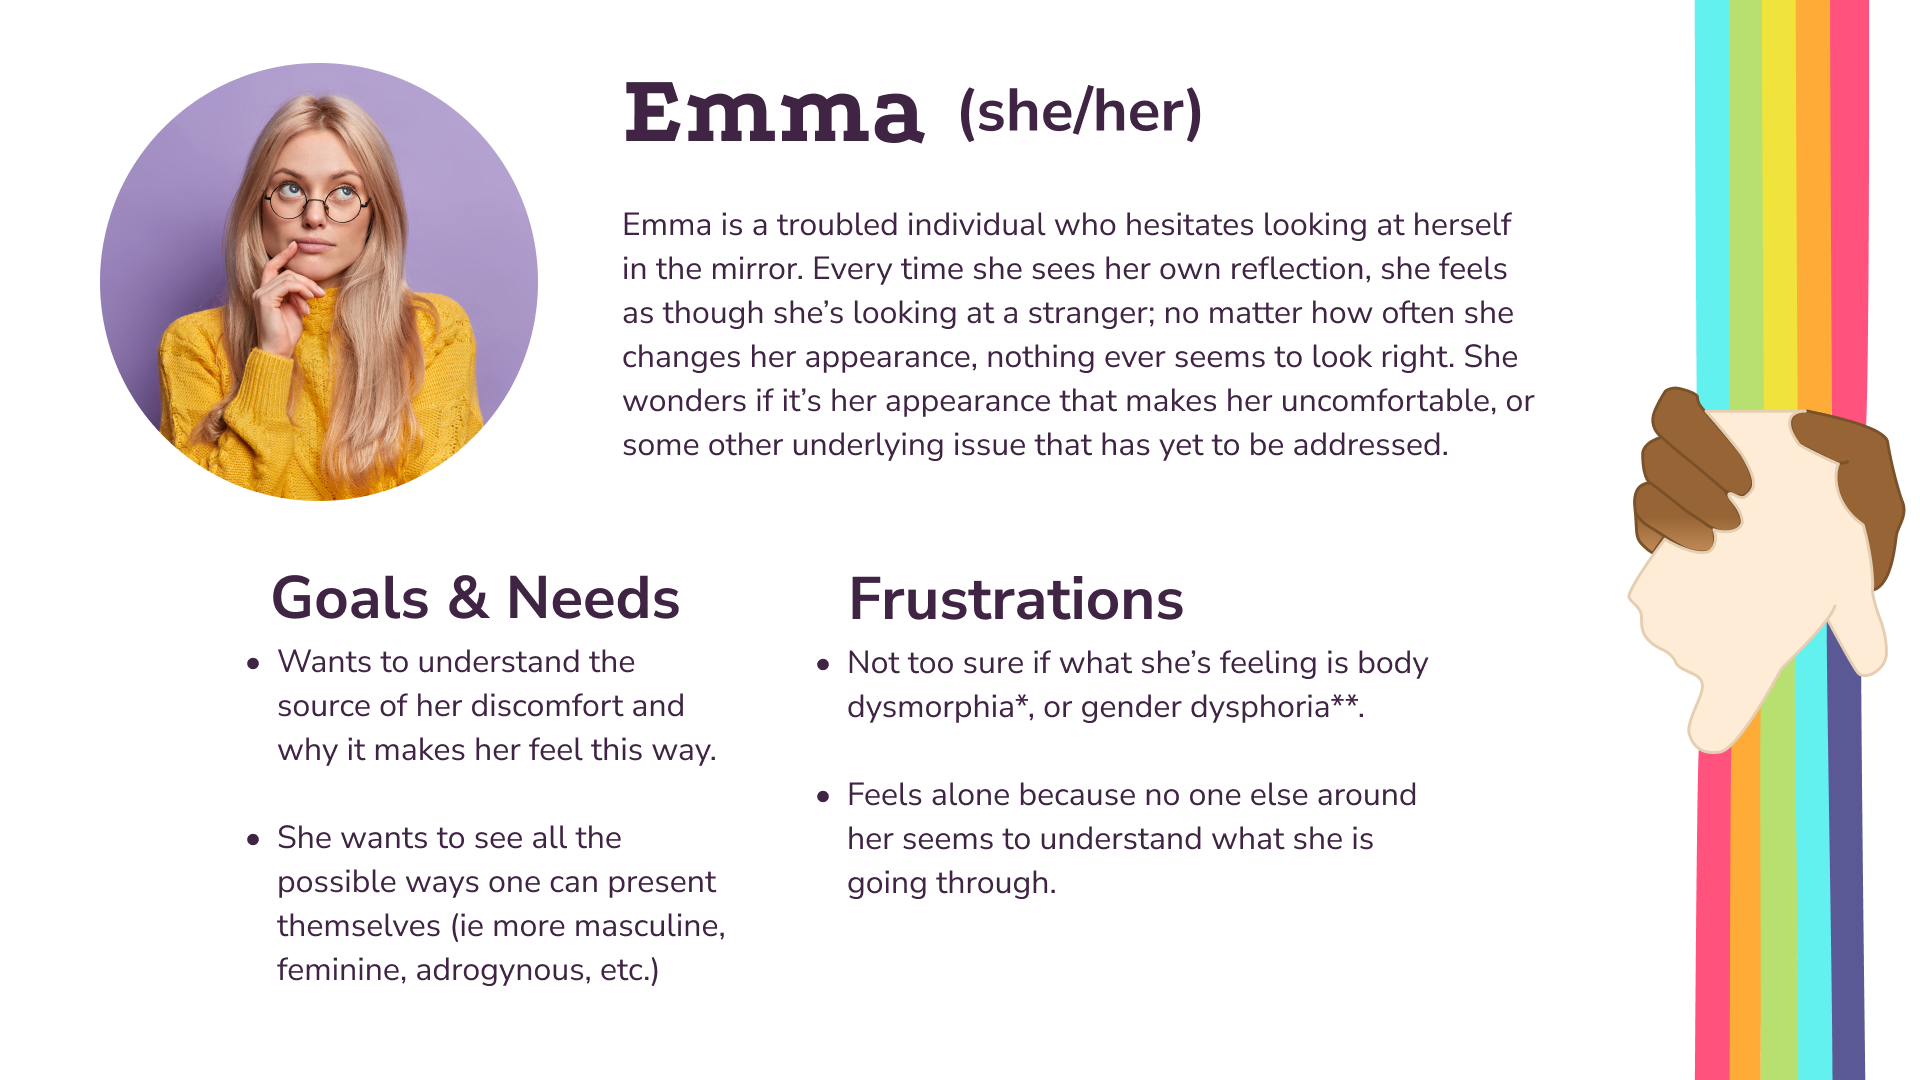 Emma (she/her)
Emma is a troubled individual who hesitates looking at herself
in the mirror. Every time she sees her own reflection, she feels
as though she’s looking at a stranger; no matter how often she
changes her appearance, nothing ever seems to look right. She
wonders if it’s her appearance that makes her uncomfortable, or
some other underlying issue that has yet to be addressed.
Goals & Needs
• Wants to understand the
source of her discomfort and
why it makes her feel this way.
• She wants to see all the
possible ways one can present
themselves (ie more masculine,
feminine, adrogynous, etc.)
Frustrations
• Not too sure if what she’s feeling is body
dysmorphia*, or gender dysphoria**.
• Feels alone because no one else around
her seems to understand what she is
going through.